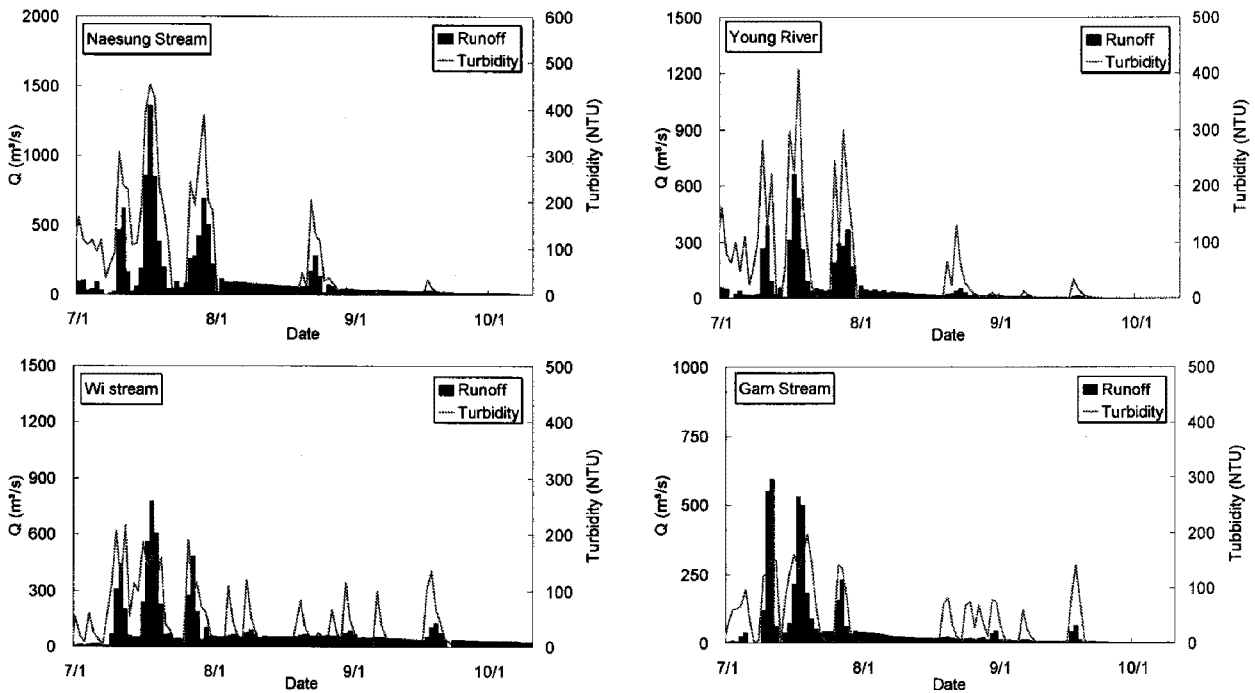 Naesung Stream
Runoff
Turbidity
Q (m³/s)
2000
1500
1000
500
0
Turbidity (NTU)
600
500
400
300
200
100
0
7/1 8/1 9/1 10/1
Date
Young River
Runoff
Turbidity
Q (m³/s)
1500
1200
900
600
300
0
Turbidity (NTU)
500
400
300
200
100
0
7/1 8/1 9/1 10/1
Date
Wi stream
Runoff
Turbidity
Q (m³/s)
1500
1200
900
600
300
0
Turbidity (NTU)
500
400
300
200
100
0
7/1 8/1 9/1 10/1
Date
Gam Stream
Runoff
Turbidity
Q (m³/s)
1000
750
500
250
0
Tubbidity (NTU)
500
400
300
200
100
0
7/1 8/1 9/1 10/1
Date